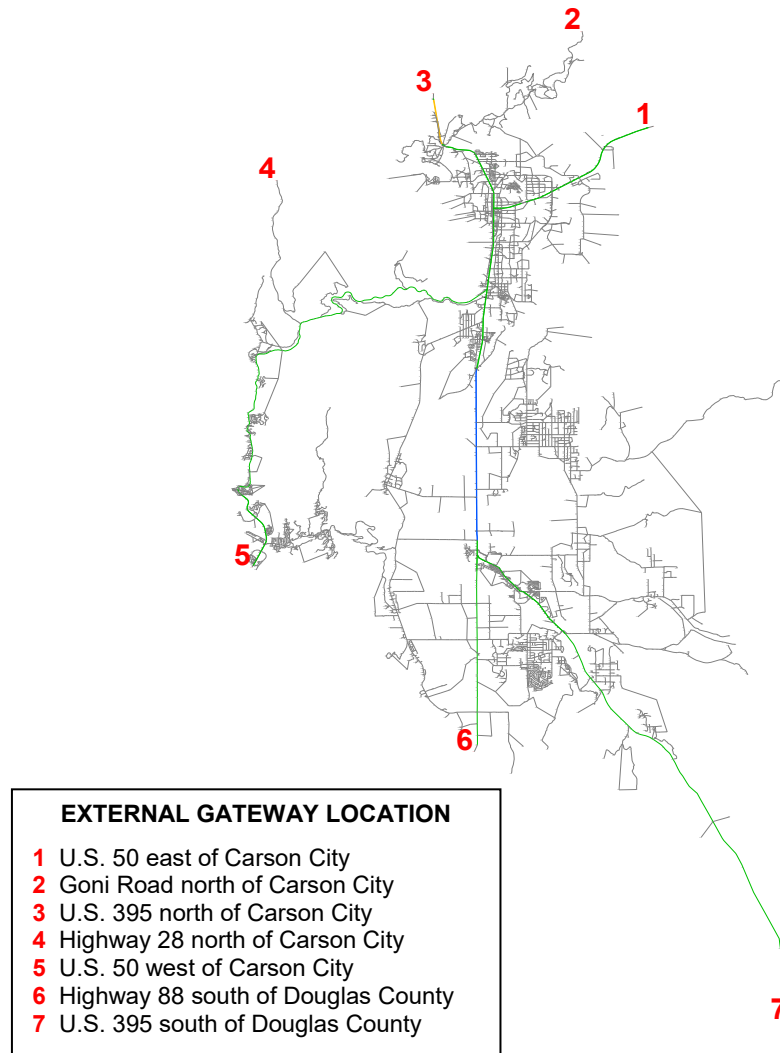 2
3
1
4
5
6
7
EXTERNAL GATEWAY LOCATION
1 U.S. 50 east of Carson City
2 Goni Road north of Carson City
3 U.S. 395 north of Carson City
4 Highway 28 north of Carson City
5 U.S. 50 west of Carson City
6 Highway 88 south of Douglas County
7 U.S. 395 south of Douglas County